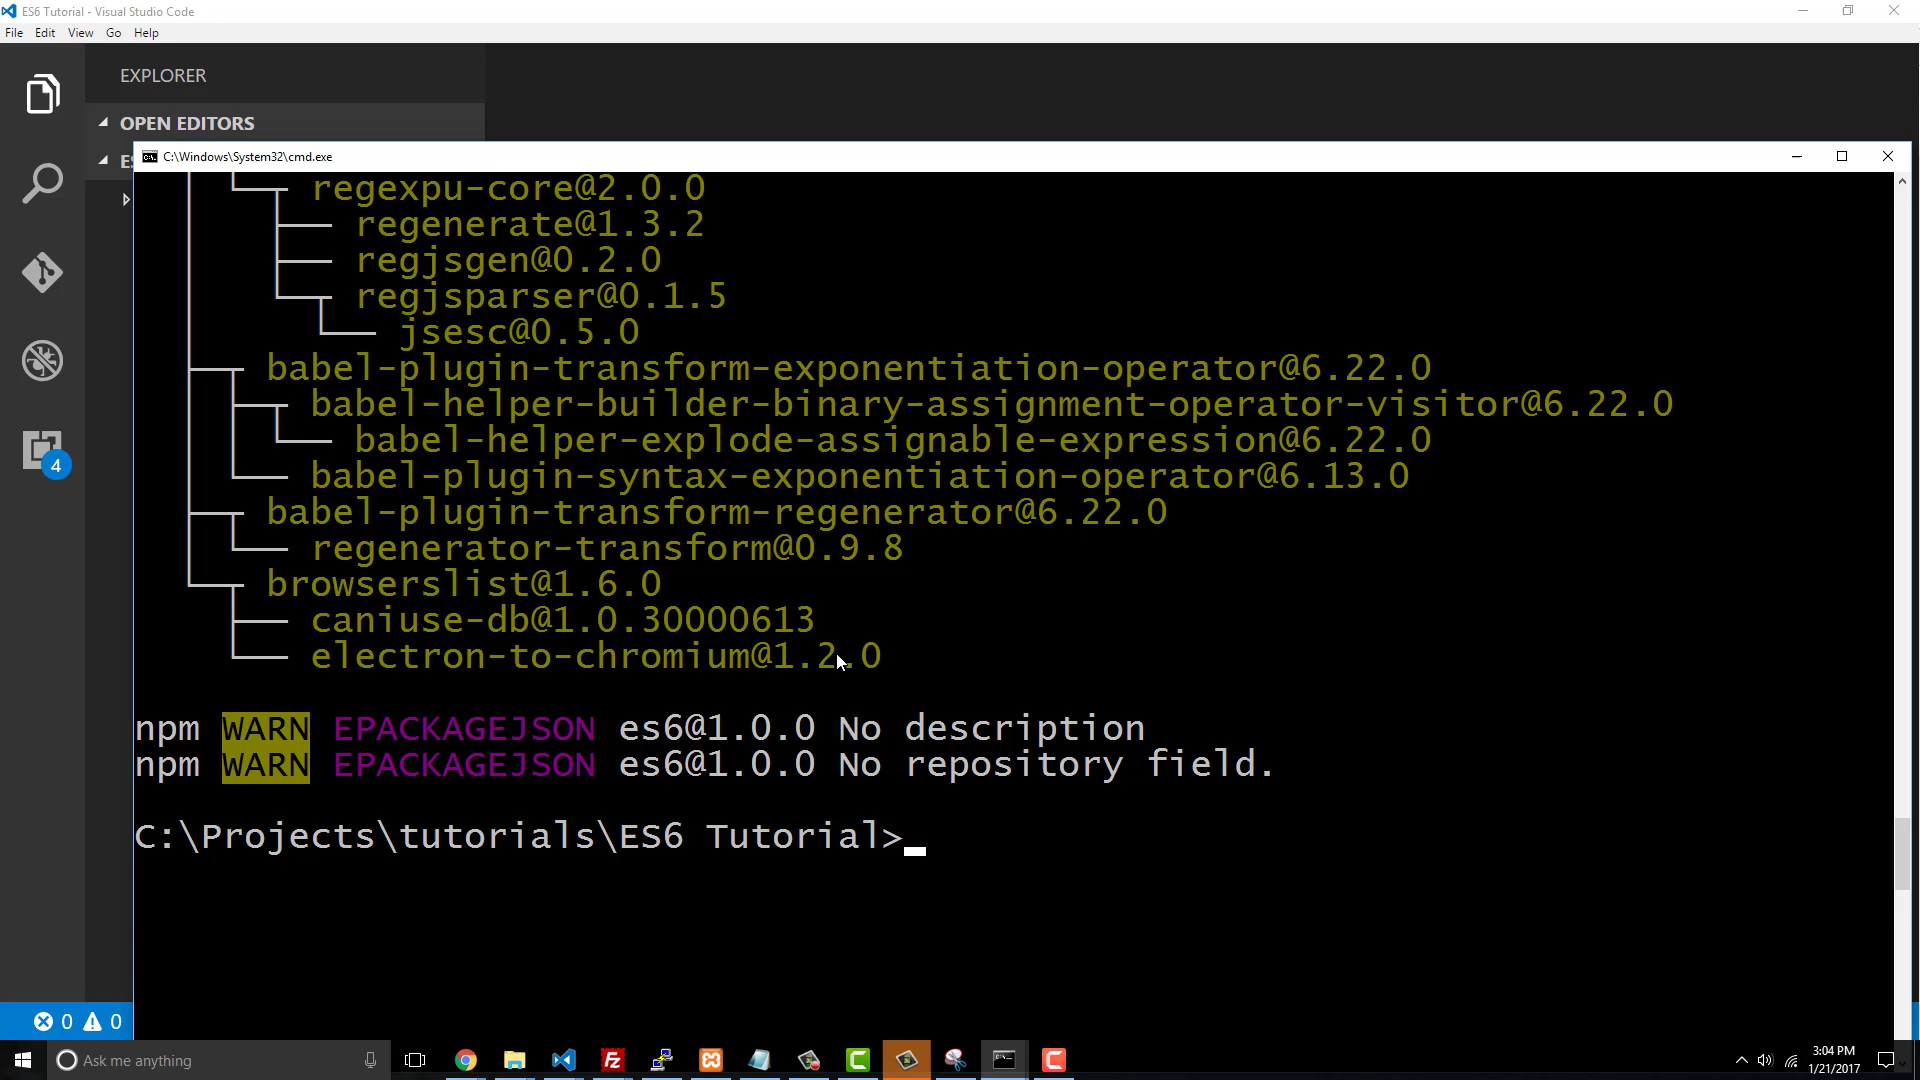 ES6 Tutorial - Visual Studio Code
File Edit View Go Help
EXPLORER
OPEN EDITORS
C:\Windows\System32\cmd.exe
regexpu-core@2.0.0
regenerate@1.3.2
regjsgen@0.2.0
regjsparser@0.1.5
jsesc@0.5.0
babel-plugin-transform-exponentiation-operator@6.22.0
babel-helper-builder-binary-assignment-operator-visitor@6.22.0
babel-helper-explode-assignable-expression@6.22.0
babel-plugin-syntax-exponentiation-operator@6.13.0
babel-plugin-transform-regenerator@6.22.0
regenerator-transform@0.9.8
browserslist@1.6.0
caniuse-db@1.0.30000613
electron-to-chromium@1.2.0
4
npm WARN EPACKAGEJSON es6@1.0.0 No description
npm WARN EPACKAGEJSON es6@1.0.0 No repository field.
C:\Projects\tutorials\ES6 Tutorial>
0 0
Ask me anything
3:04 PM
1/21/2017